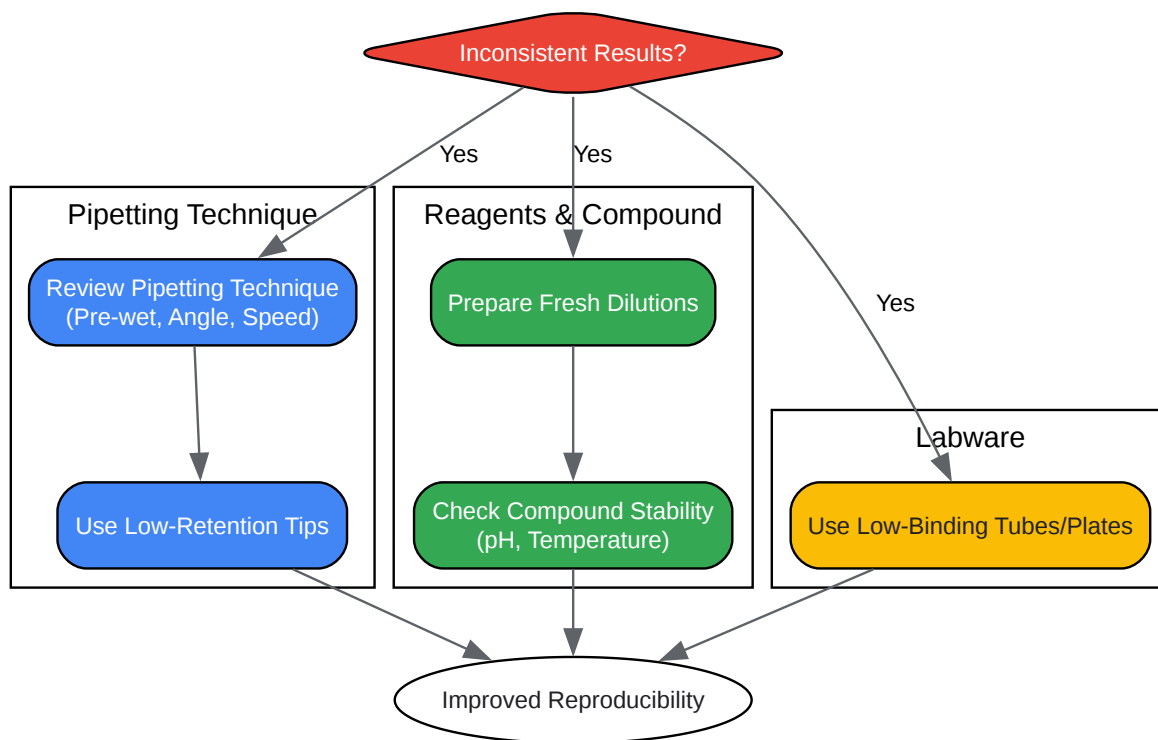 Inconsistent Results?
Yes
Yes
Yes
Pipetting Technique
Review Pipetting Technique
(Pre-wet, Angle, Speed)
Use Low-Retention Tips
Reagents & Compound
Prepare Fresh Dilutions
Check Compound Stability
(pH, Temperature)
Labware
Use Low-Binding Tubes/Plates
Improved Reproducibility